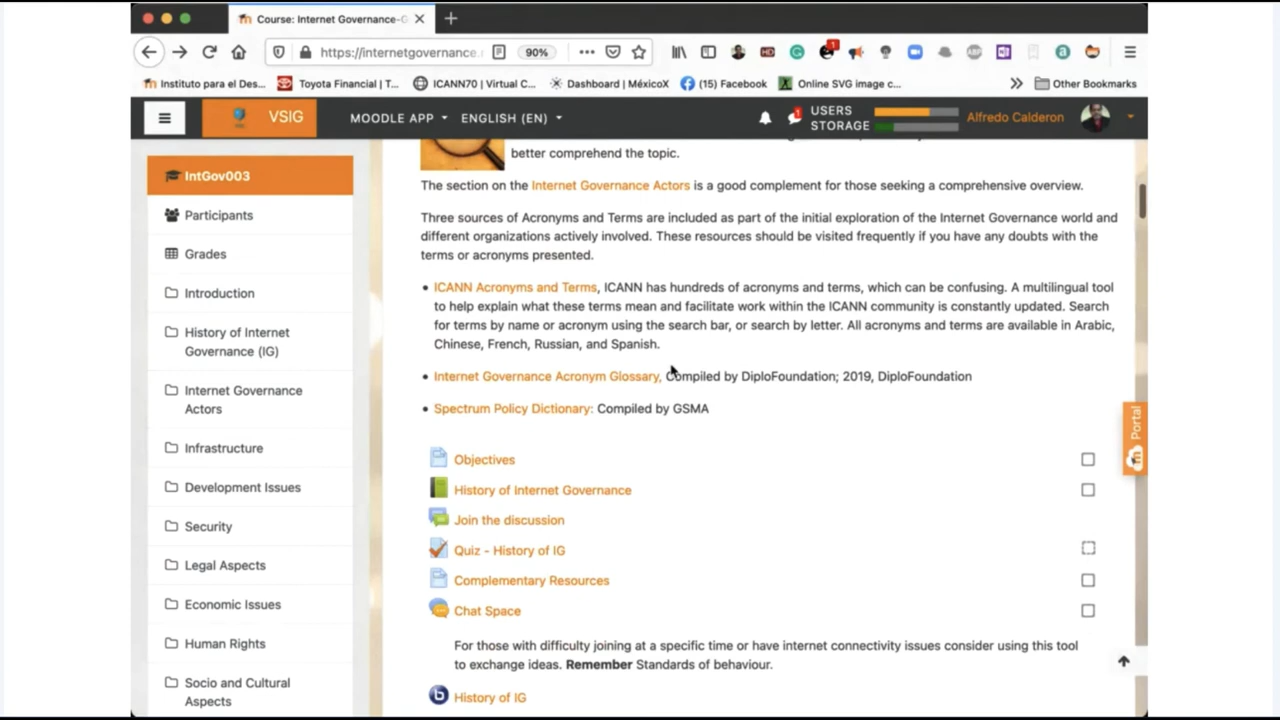 Course: Internet Governance-G
https://internetgovernance.
90%
Instituto para el Des...
Toyota Financial | T...
ICANN70 | Virtual C...
Dashboard | MéxicoX
(15) Facebook
Online SVG image c...
Other Bookmarks
VSIG
MOODLE APP
ENGLISH (EN)
USERS
STORAGE
Alfredo Calderon
IntGov003
Participants
Grades
Introduction
History of Internet
Governance (IG)
Internet Governance
Actors
Infrastructure
Development Issues
Security
Legal Aspects
Economic Issues
Human Rights
Socio and Cultural
Aspects
better comprehend the topic.
The section on the Internet Governance Actors is a good complement for those seeking a comprehensive overview.
Three sources of Acronyms and Terms are included as part of the initial exploration of the Internet Governance world and
different organizations actively involved. These resources should be visited frequently if you have any doubts with the
terms or acronyms presented.
• ICANN Acronyms and Terms, ICANN has hundreds of acronyms and terms, which can be confusing. A multilingual tool
to help explain what these terms mean and facilitate work within the ICANN community is constantly updated. Search
for terms by name or acronym using the search bar, or search by letter. All acronyms and terms are available in Arabic,
Chinese, French, Russian, and Spanish.
• Internet Governance Acronym Glossary, Compiled by DiploFoundation; 2019, DiploFoundation
• Spectrum Policy Dictionary: Compiled by GSMA
Objectives
History of Internet Governance
Join the discussion
Quiz - History of IG
Complementary Resources
Chat Space
For those with difficulty joining at a specific time or have internet connectivity issues consider using this tool
to exchange ideas. Remember Standards of behaviour.
b History of IG
Portal